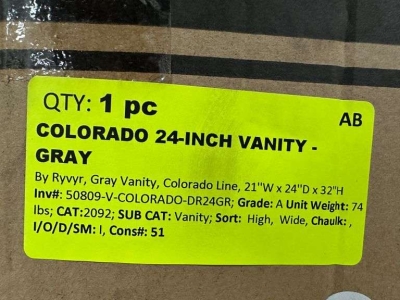 QTY: 1 pc
AB
COLORADO 24-INCH VANITY -
GRAY
By Ryvyr, Gray Vanity, Colorado Line, 21"W x 24"D x 32"H
Inv#: 50809-V-COLORADO-DR24GR; Grade: A Unit Weight: 74
lbs; CAT:2092; SUB CAT: Vanity; Sort: High, Wide, Chaulk: ,
I/O/D/SM: I, Cons#: 51